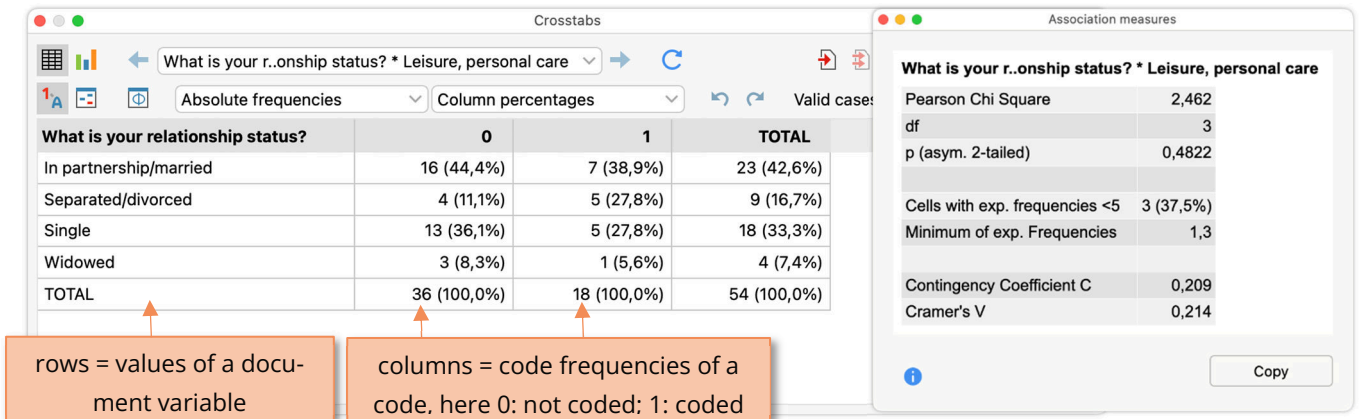 Crosstabs
What is your r..onship status? * Leisure, personal care
Absolute frequencies Column percentages Valid cases
What is your relationship status? 0 1 TOTAL
In partnership/married 16 (44,4%) 7 (38,9%) 23 (42,6%)
Separated/divorced 4 (11,1%) 5 (27,8%) 9 (16,7%)
Single 13 (36,1%) 5 (27,8%) 18 (33,3%)
Widowed 3 (8,3%) 1 (5,6%) 4 (7,4%)
TOTAL 36 (100,0%) 18 (100,0%) 54 (100,0%)
rows = values of a docu-
ment variable
columns = code frequencies of a
code, here 0: not coded; 1: coded
Association measures
What is your r..onship status? * Leisure, personal care
Pearson Chi Square 2,462
df 3
p (asym. 2-tailed) 0,4822
Cells with exp. frequencies <5 3 (37,5%)
Minimum of exp. Frequencies 1,3
Contingency Coefficient C 0,209
Cramer's V 0,214
Copy